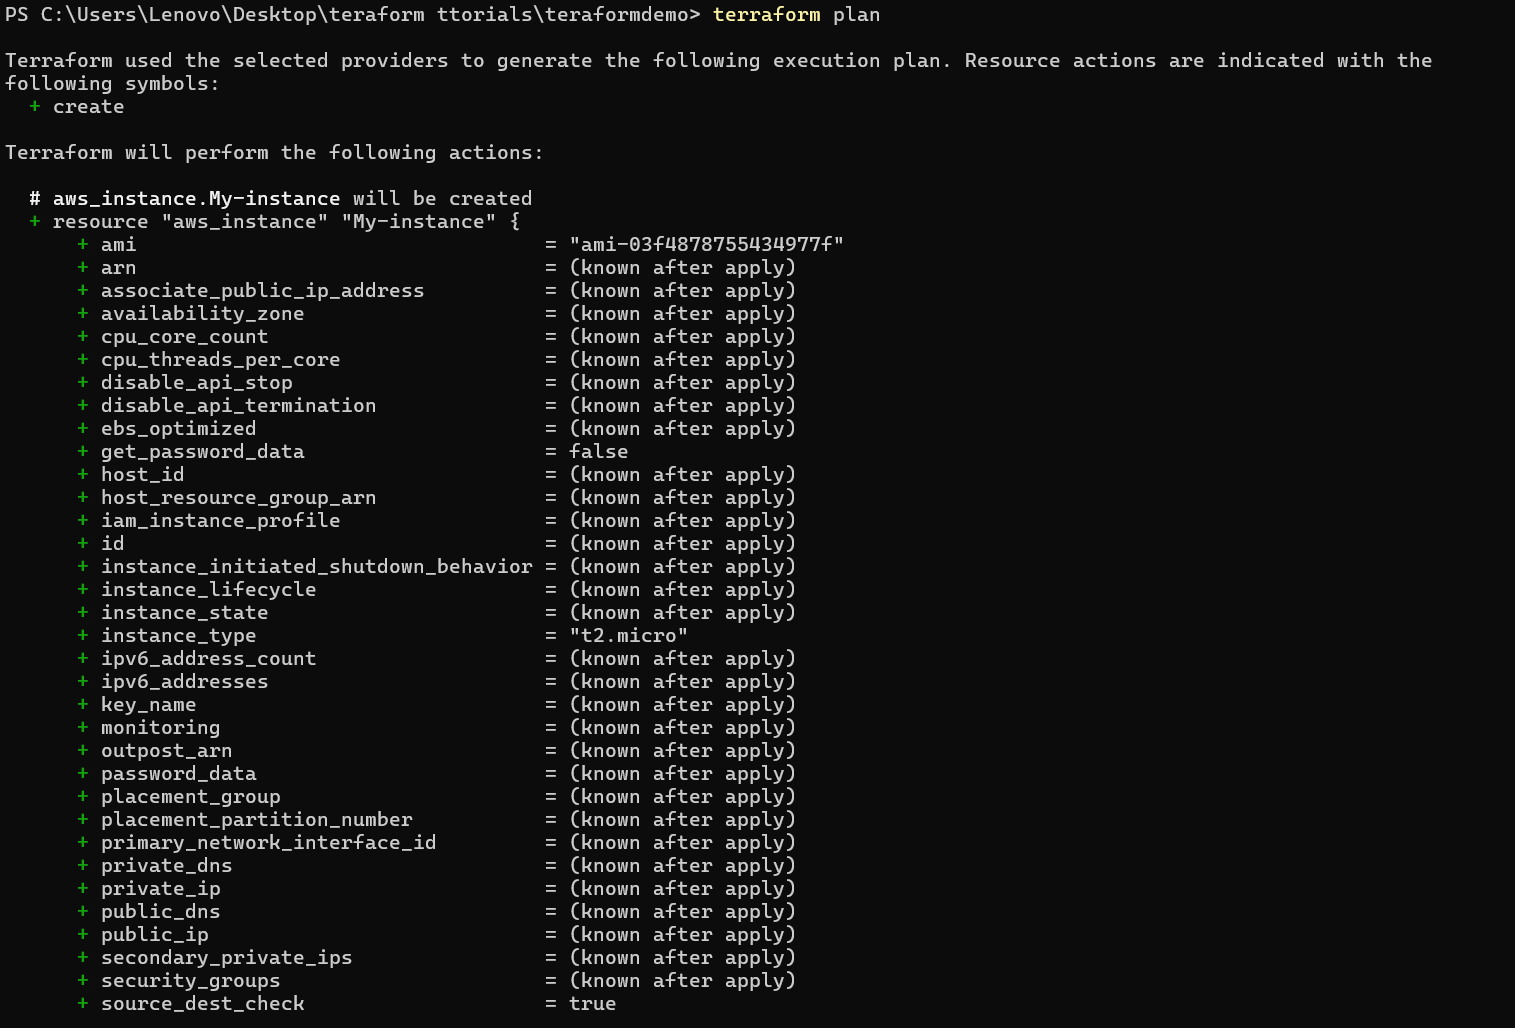 PS C:\Users\Lenovo\Desktop\teraform ttorials\teraformdemo> terraform plan
Terraform used the selected providers to generate the following execution plan. Resource actions are indicated with the
following symbols:
+ create
Terraform will perform the following actions:
# aws_instance.My-instance will be created
+ resource "aws_instance" "My-instance" {
+ ami = "ami-03f4878755434977f"
+ arn = (known after apply)
+ associate_public_ip_address = (known after apply)
+ availability_zone = (known after apply)
+ cpu_core_count = (known after apply)
+ cpu_threads_per_core = (known after apply)
+ disable_api_stop = (known after apply)
+ disable_api_termination = (known after apply)
+ ebs_optimized = (known after apply)
+ get_password_data = false
+ host_id = (known after apply)
+ host_resource_group_arn = (known after apply)
+ iam_instance_profile = (known after apply)
+ id = (known after apply)
+ instance_initiated_shutdown_behavior = (known after apply)
+ instance_lifecycle = (known after apply)
+ instance_state = (known after apply)
+ instance_type = "t2.micro"
+ ipv6_address_count = (known after apply)
+ ipv6_addresses = (known after apply)
+ key_name = (known after apply)
+ monitoring = (known after apply)
+ outpost_arn = (known after apply)
+ password_data = (known after apply)
+ placement_group = (known after apply)
+ placement_partition_number = (known after apply)
+ primary_network_interface_id = (known after apply)
+ private_dns = (known after apply)
+ private_ip = (known after apply)
+ public_dns = (known after apply)
+ public_ip = (known after apply)
+ secondary_private_ips = (known after apply)
+ security_groups = (known after apply)
+ source_dest_check = true